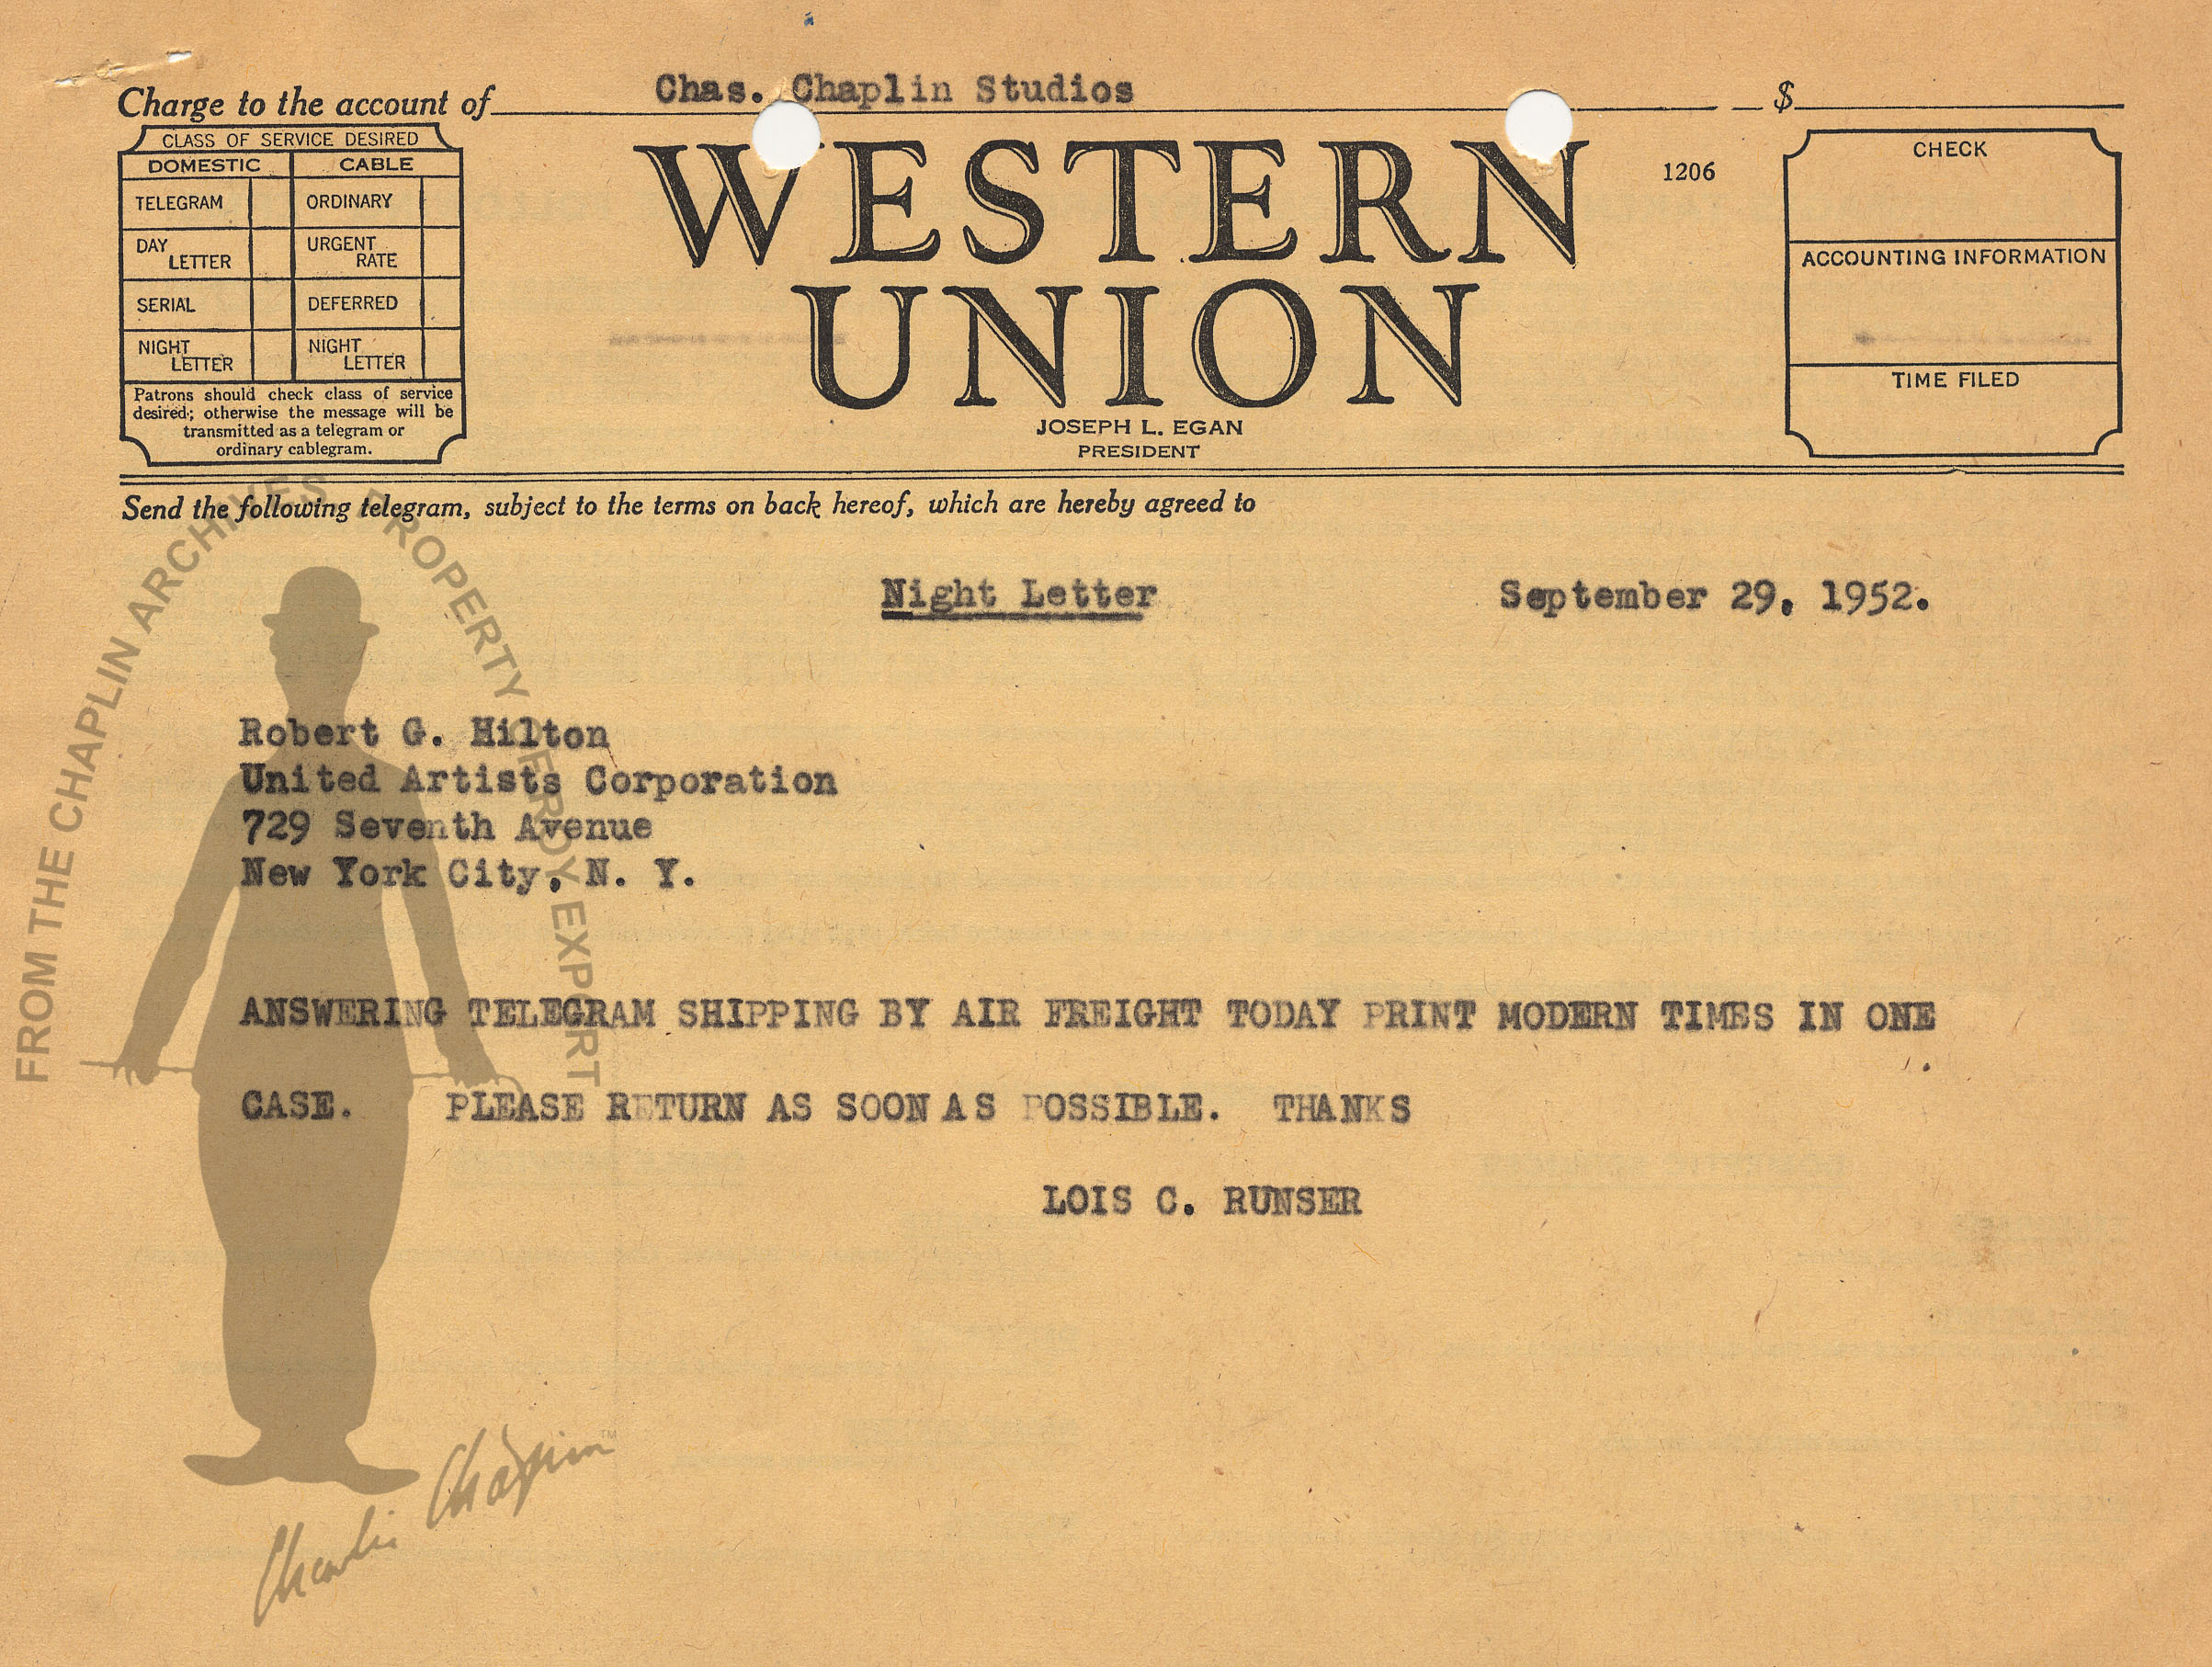 Charge to the account of Chas. Chaplin Studios $
CLASS OF SERVICE DESIRED
DOMESTIC CABLE
TELEGRAM ORDINARY
DAY LETTER URGENT RATE
SERIAL DEFERRED
NIGHT LETTER NIGHT LETTER
Patrons should check class of service
desired; otherwise the message will be
transmitted as a telegram or
ordinary cablegram.
WESTERN
UNION
JOSEPH L. EGAN
PRESIDENT
1206
CHECK
ACCOUNTING INFORMATION
TIME FILED
Send the following telegram, subject to the terms on back hereof, which are hereby agreed to
Night Letter September 29, 1952.
Robert G. Hilton
United Artists Corporation
729 Seventh Avenue
New York City, N. Y.
ANSWERING TELEGRAM SHIPPING BY AIR FREIGHT TODAY PRINT MODERN TIMES IN ONE
CASE. PLEASE RETURN AS SOON AS POSSIBLE. THANKS
LOIS C. RUNSER
FROM THE CHAPLIN ARCHIVES PROPERTY OF ROY EXPORT
Charlie Chaplin ™